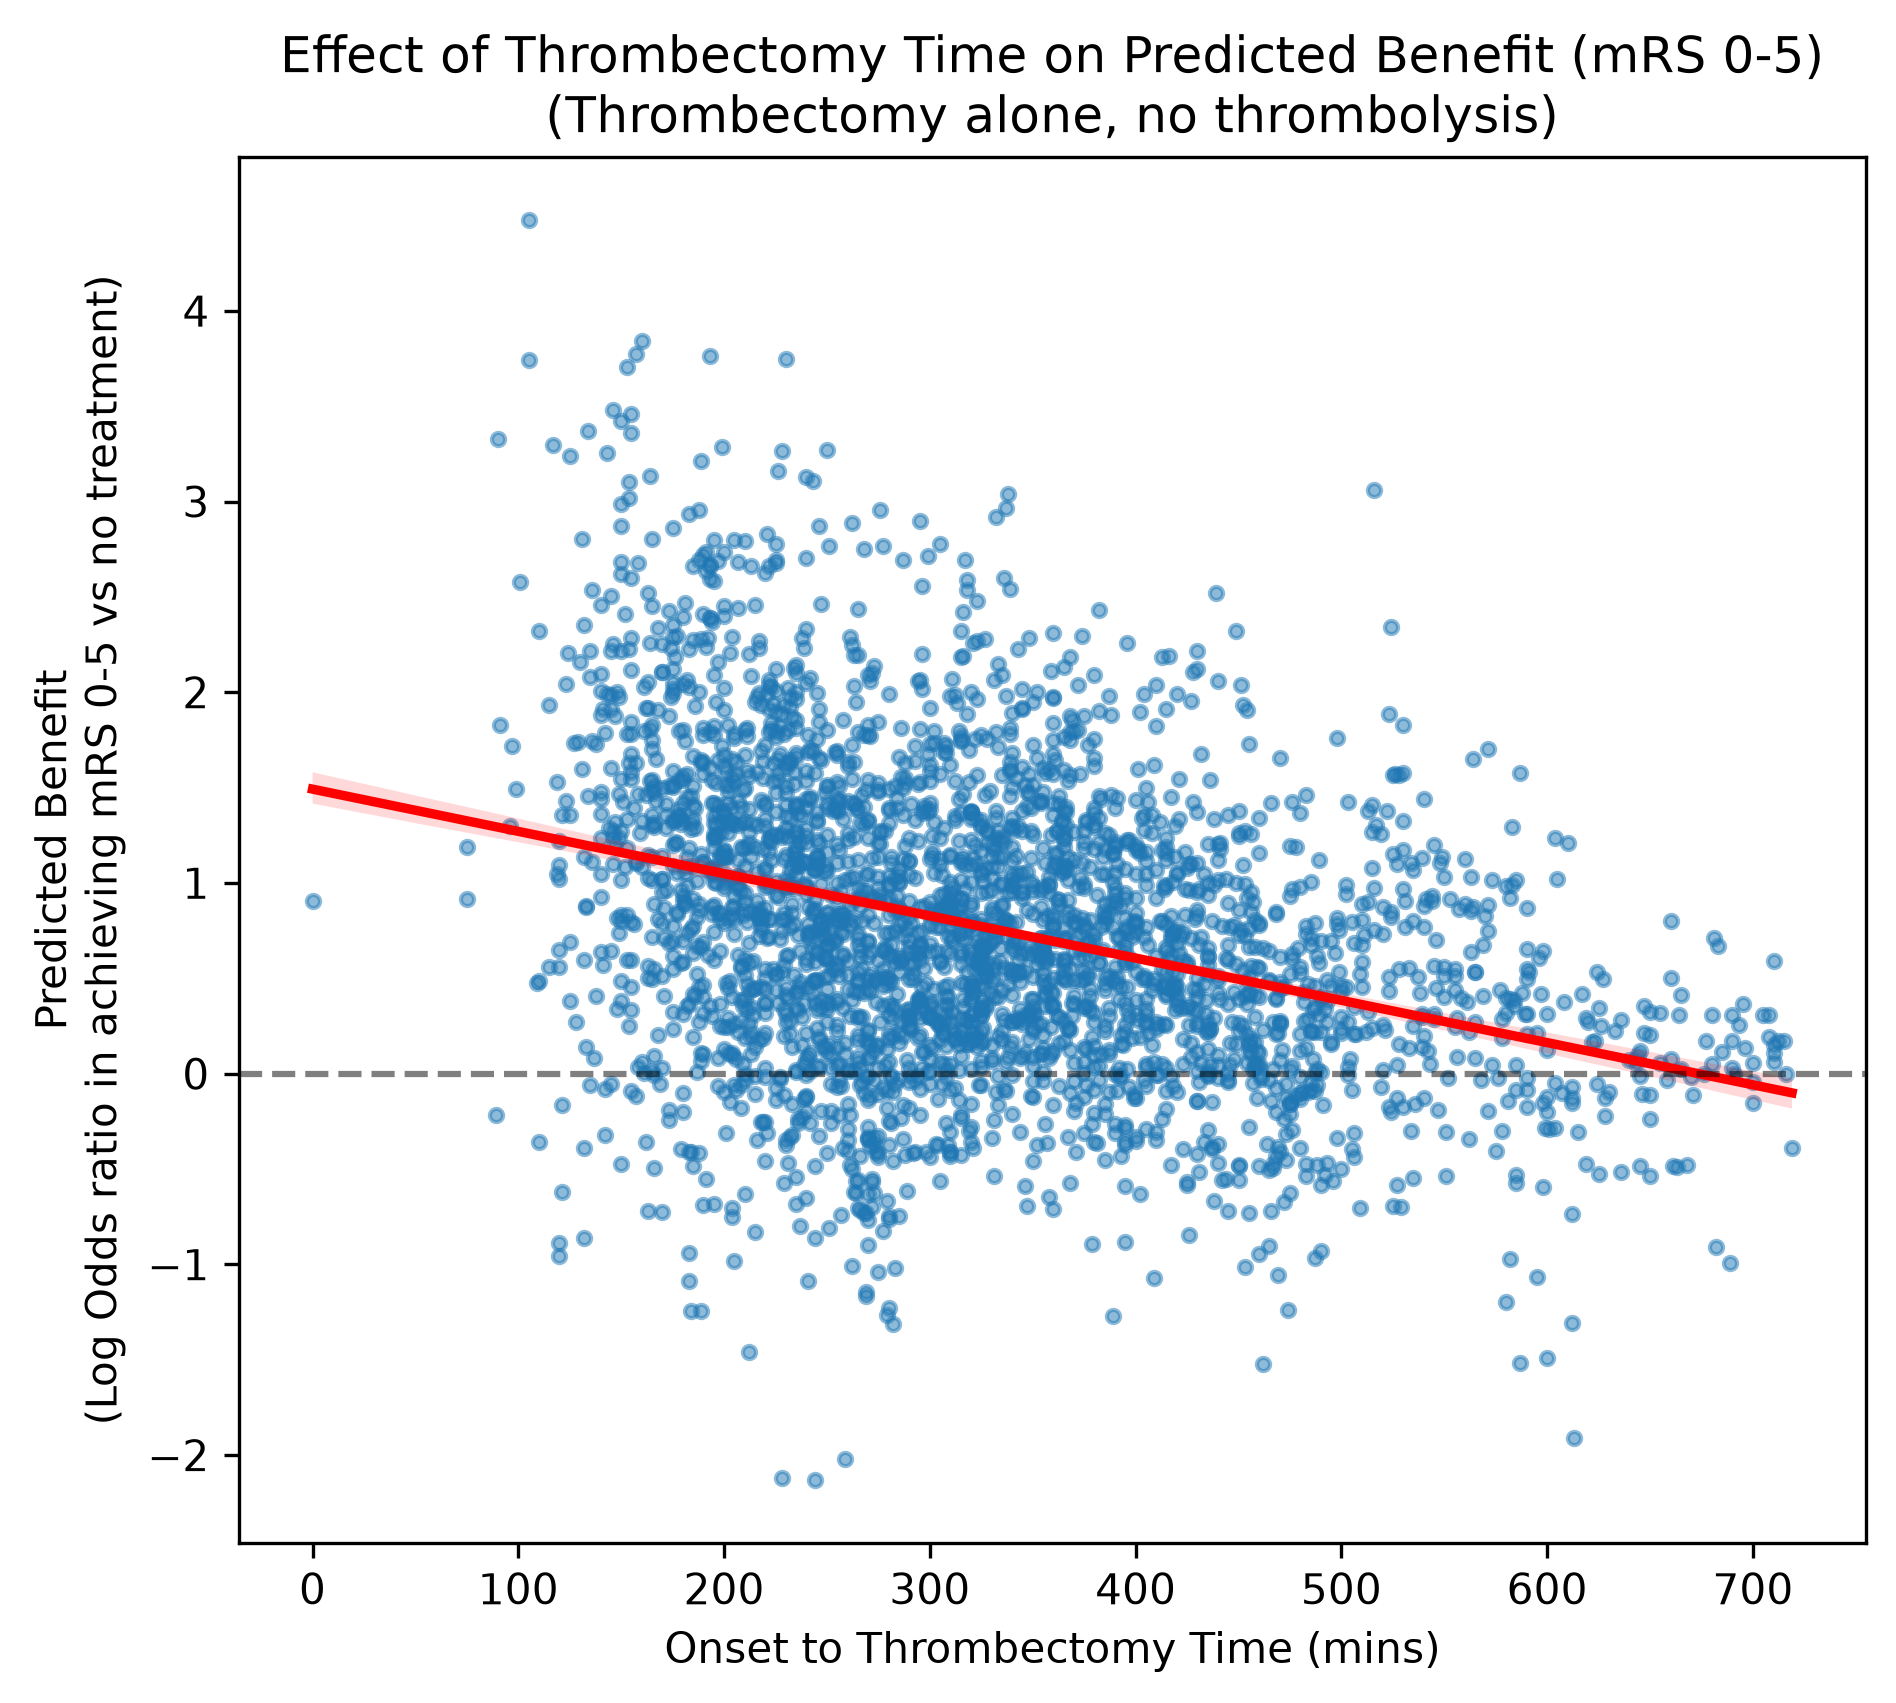 Effect of Thrombectomy Time on Predicted Benefit (mRS 0-5)
(Thrombectomy alone, no thrombolysis)
Predicted Benefit
(Log Odds ratio in achieving mRS 0-5 vs no treatment)
4
3
2
1
0
−1
−2
0 100 200 300 400 500 600 700
Onset to Thrombectomy Time (mins)